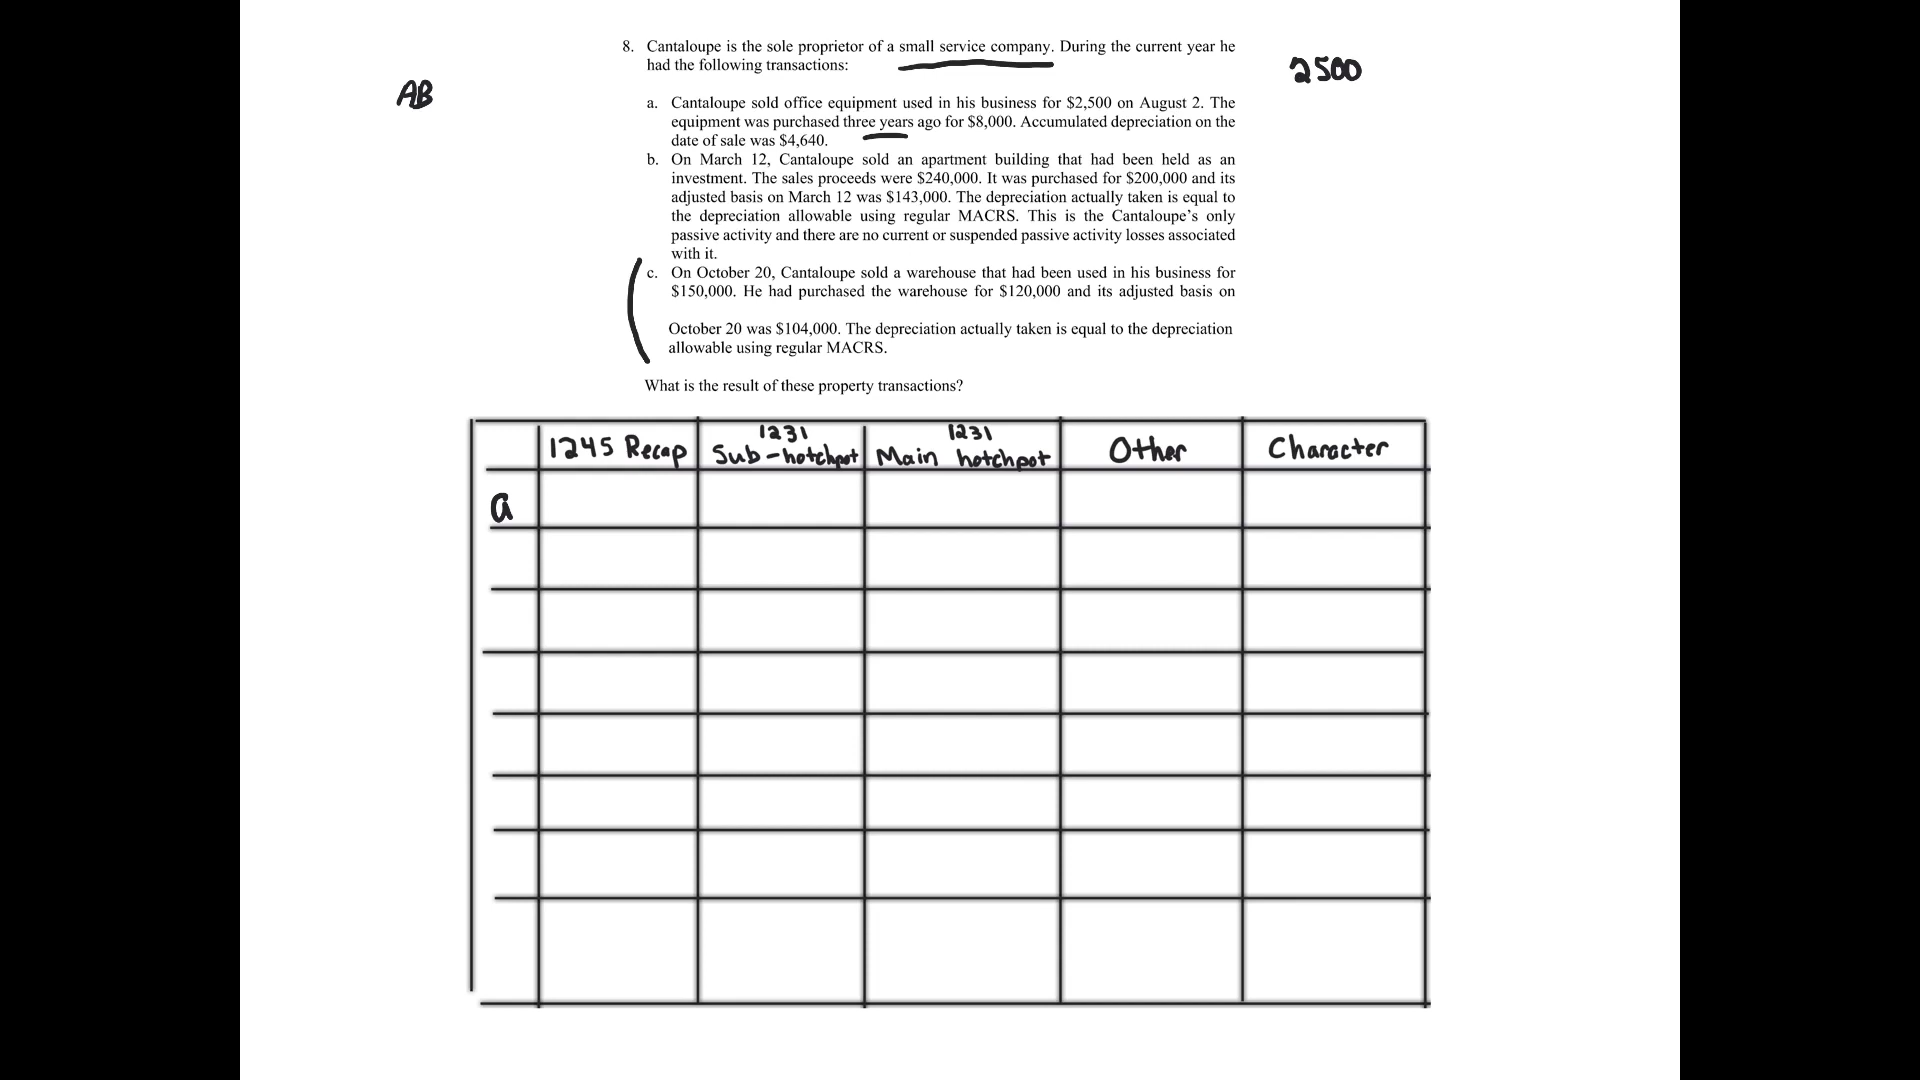 8. Cantaloupe is the sole proprietor of a small service company. During the current year he
had the following transactions:
2500
AB
a. Cantaloupe sold office equipment used in his business for $2,500 on August 2. The
equipment was purchased three years ago for $8,000. Accumulated depreciation on the
date of sale was $4,640.
b. On March 12, Cantaloupe sold an apartment building that had been held as an
investment. The sales proceeds were $240,000. It was purchased for $200,000 and its
adjusted basis on March 12 was $143,000. The depreciation actually taken is equal to
the depreciation allowable using regular MACRS. This is the Cantaloupe's only
passive activity and there are no current or suspended passive activity losses associated
with it.
c. On October 20, Cantaloupe sold a warehouse that had been used in his business for
$150,000. He had purchased the warehouse for $120,000 and its adjusted basis on
October 20 was $104,000. The depreciation actually taken is equal to the depreciation
allowable using regular MACRS.
What is the result of these property transactions?
1245 Recap
1231
Sub-hotchpot
1231
Main hotchpot
Other
Character
a